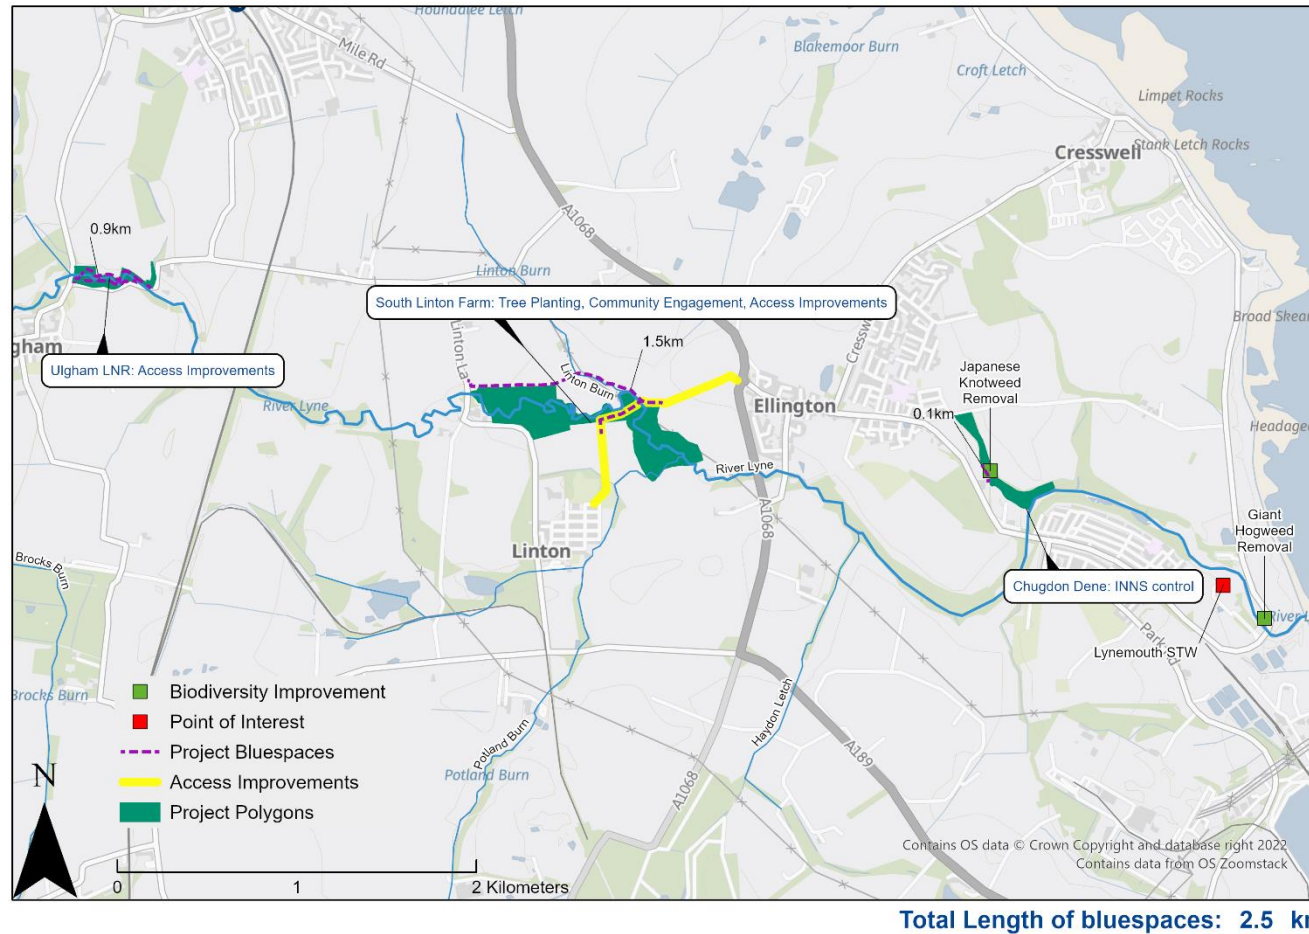 Houndalee Letch
Mile Rd
Blakemoor Burn
Croft Letch
Limpet Rocks
Cresswell
Stank Letch Rocks
A1068
0.9km
Linton Burn
South Linton Farm: Tree Planting, Community Engagement, Access Improvements
Broad Skear
gham
Ulgham LNR: Access Improvements
Linton La
Linton Burn
1.5km
Cresswell
Japanese
Knotweed
Removal
River Lyne
Ellington
0.1km
Headage
River Lyne
A1068
Giant
Hogweed
Removal
Linton
Brocks Burn
Chugdon Dene: INNS control
River L
Park Rd
Lynemouth STW
Brocks Burn
Biodiversity Improvement
Point of Interest
Project Bluespaces
Access Improvements
Project Polygons
Potland Burn
Potland Burn
Haydon Letch
A189
A1068
N
0 1 2 Kilometers
Contains OS data © Crown Copyright and database right 2022
Contains data from OS Zoomstack
Total Length of bluespaces: 2.5 km